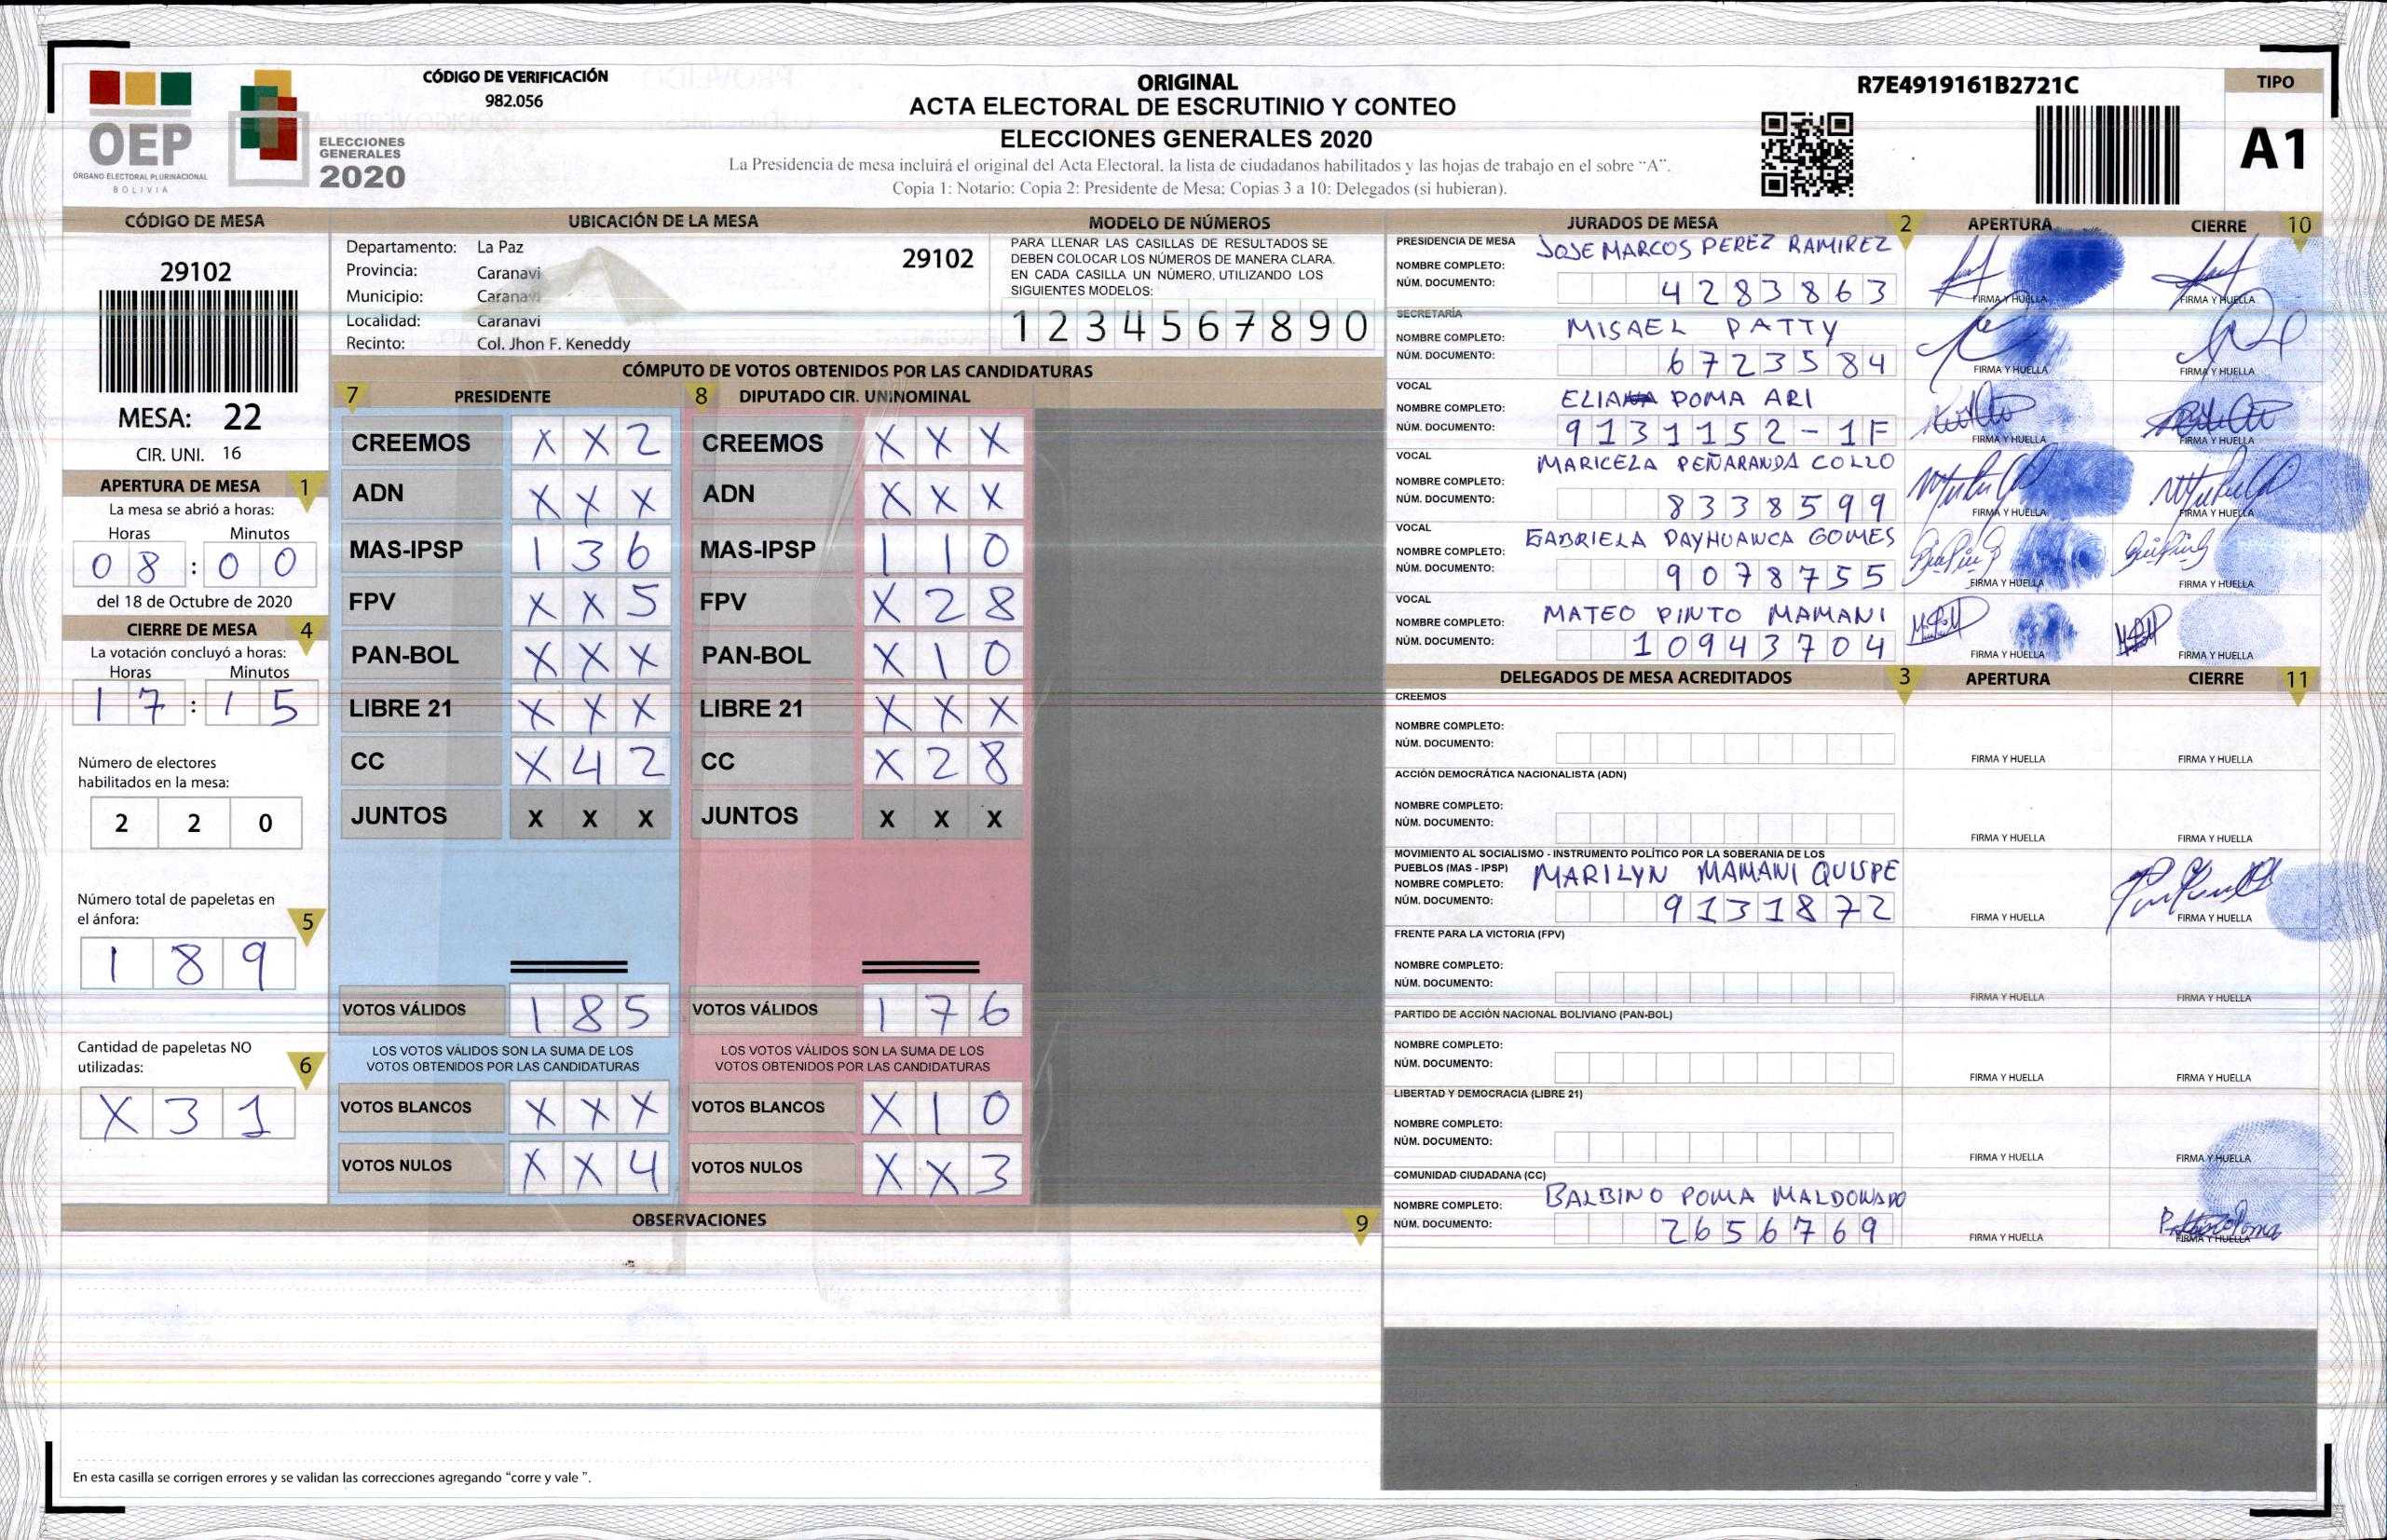 CÓDIGO DE VERIFICACIÓN
982.056
OEP
ÓRGANO ELECTORAL PLURINACIONAL
BOLIVIA
ELECCIONES
GENERALES
2020
ORIGINAL
ACTA ELECTORAL DE ESCRUTINIO Y CONTEO
ELECCIONES GENERALES 2020
La Presidencia de mesa incluirá el original del Acta Electoral, la lista de ciudadanos habilitados y las hojas de trabajo en el sobre "A".
Copia 1: Notario: Copia 2: Presidente de Mesa: Copias 3 a 10: Delegados (si hubieran).
R7E4919161B2721C
TIPO
A1
CÓDIGO DE MESA
29102
MESA: 22
CIR. UNI. 16
UBICACIÓN DE LA MESA
Departamento: La Paz
29102
Provincia: Caranavi
Municipio: Caranavi
Localidad: Caranavi
Recinto: Col. Jhon F. Keneddy
MODELO DE NÚMEROS
PARA LLENAR LAS CASILLAS DE RESULTADOS SE
DEBEN COLOCAR LOS NÚMEROS DE MANERA CLARA.
EN CADA CASILLA UN NÚMERO, UTILIZANDO LOS
SIGUIENTES MODELOS:
1 2 3 4 5 6 7 8 9 0
APERTURA DE MESA 1
La mesa se abrió a horas:
Horas Minutos
0 8 : 0 0
del 18 de Octubre de 2020
CIERRE DE MESA 4
La votación concluyó a horas:
Horas Minutos
1 7 : 1 5
Número de electores
habilitados en la mesa:
2 2 0
Número total de papeletas en
el ánfora: 5
1 8 9
Cantidad de papeletas NO
utilizadas: 6
X 3 1
CÓMPUTO DE VOTOS OBTENIDOS POR LAS CANDIDATURAS
7 PRESIDENTE
CREEMOS X X 2
ADN X X X
MAS-IPSP 1 3 6
FPV X X 5
PAN-BOL X X X
LIBRE 21 X X X
CC X 4 2
JUNTOS X X X
VOTOS VÁLIDOS 1 8 5
LOS VOTOS VÁLIDOS SON LA SUMA DE LOS
VOTOS OBTENIDOS POR LAS CANDIDATURAS
VOTOS BLANCOS X X X
VOTOS NULOS X X 4
8 DIPUTADO CIR. UNINOMINAL
CREEMOS X X X
ADN X X X
MAS-IPSP 1 1 0
FPV X 2 8
PAN-BOL X 1 0
LIBRE 21 X X X
CC X 2 8
JUNTOS X X X
VOTOS VÁLIDOS 1 7 6
LOS VOTOS VÁLIDOS SON LA SUMA DE LOS
VOTOS OBTENIDOS POR LAS CANDIDATURAS
VOTOS BLANCOS X 1 0
VOTOS NULOS X X 3
OBSERVACIONES 9
En esta casilla se corrigen errores y se validan las correcciones agregando "corre y vale ".
JURADOS DE MESA 2 APERTURA CIERRE 10
PRESIDENCIA DE MESA
NOMBRE COMPLETO: JOSE MARCOS PEREZ RAMIREZ
NÚM. DOCUMENTO: 4283863
FIRMA Y HUELLA FIRMA Y HUELLA
SECRETARÍA
NOMBRE COMPLETO: MISAEL PATTY
NÚM. DOCUMENTO: 6723584
FIRMA Y HUELLA FIRMA Y HUELLA
VOCAL
NOMBRE COMPLETO: ELIANA POMA ARI
NÚM. DOCUMENTO: 9131152-1F
FIRMA Y HUELLA FIRMA Y HUELLA
VOCAL
NOMBRE COMPLETO: MARICELA PEÑARANDA COLLO
NÚM. DOCUMENTO: 8338599
FIRMA Y HUELLA FIRMA Y HUELLA
VOCAL
NOMBRE COMPLETO: GABRIELA PAYHUANCA GOMES
NÚM. DOCUMENTO: 9078755
FIRMA Y HUELLA FIRMA Y HUELLA
VOCAL
NOMBRE COMPLETO: MATEO PINTO MAMANI
NÚM. DOCUMENTO: 10943704
FIRMA Y HUELLA FIRMA Y HUELLA
DELEGADOS DE MESA ACREDITADOS 3 APERTURA CIERRE 11
CREEMOS
NOMBRE COMPLETO:
NÚM. DOCUMENTO:
FIRMA Y HUELLA FIRMA Y HUELLA
ACCIÓN DEMOCRÁTICA NACIONALISTA (ADN)
NOMBRE COMPLETO:
NÚM. DOCUMENTO:
FIRMA Y HUELLA FIRMA Y HUELLA
MOVIMIENTO AL SOCIALISMO - INSTRUMENTO POLÍTICO POR LA SOBERANIA DE LOS
PUEBLOS (MAS - IPSP)
NOMBRE COMPLETO: MARILYN MAMANI QUISPE
NÚM. DOCUMENTO: 9131872
FIRMA Y HUELLA FIRMA Y HUELLA
FRENTE PARA LA VICTORIA (FPV)
NOMBRE COMPLETO:
NÚM. DOCUMENTO:
FIRMA Y HUELLA FIRMA Y HUELLA
PARTIDO DE ACCIÓN NACIONAL BOLIVIANO (PAN-BOL)
NOMBRE COMPLETO:
NÚM. DOCUMENTO:
FIRMA Y HUELLA FIRMA Y HUELLA
LIBERTAD Y DEMOCRACIA (LIBRE 21)
NOMBRE COMPLETO:
NÚM. DOCUMENTO:
FIRMA Y HUELLA FIRMA Y HUELLA
COMUNIDAD CIUDADANA (CC)
NOMBRE COMPLETO: BALBINO POMA MALDONADO
NÚM. DOCUMENTO: 2656769
FIRMA Y HUELLA FIRMA Y HUELLA